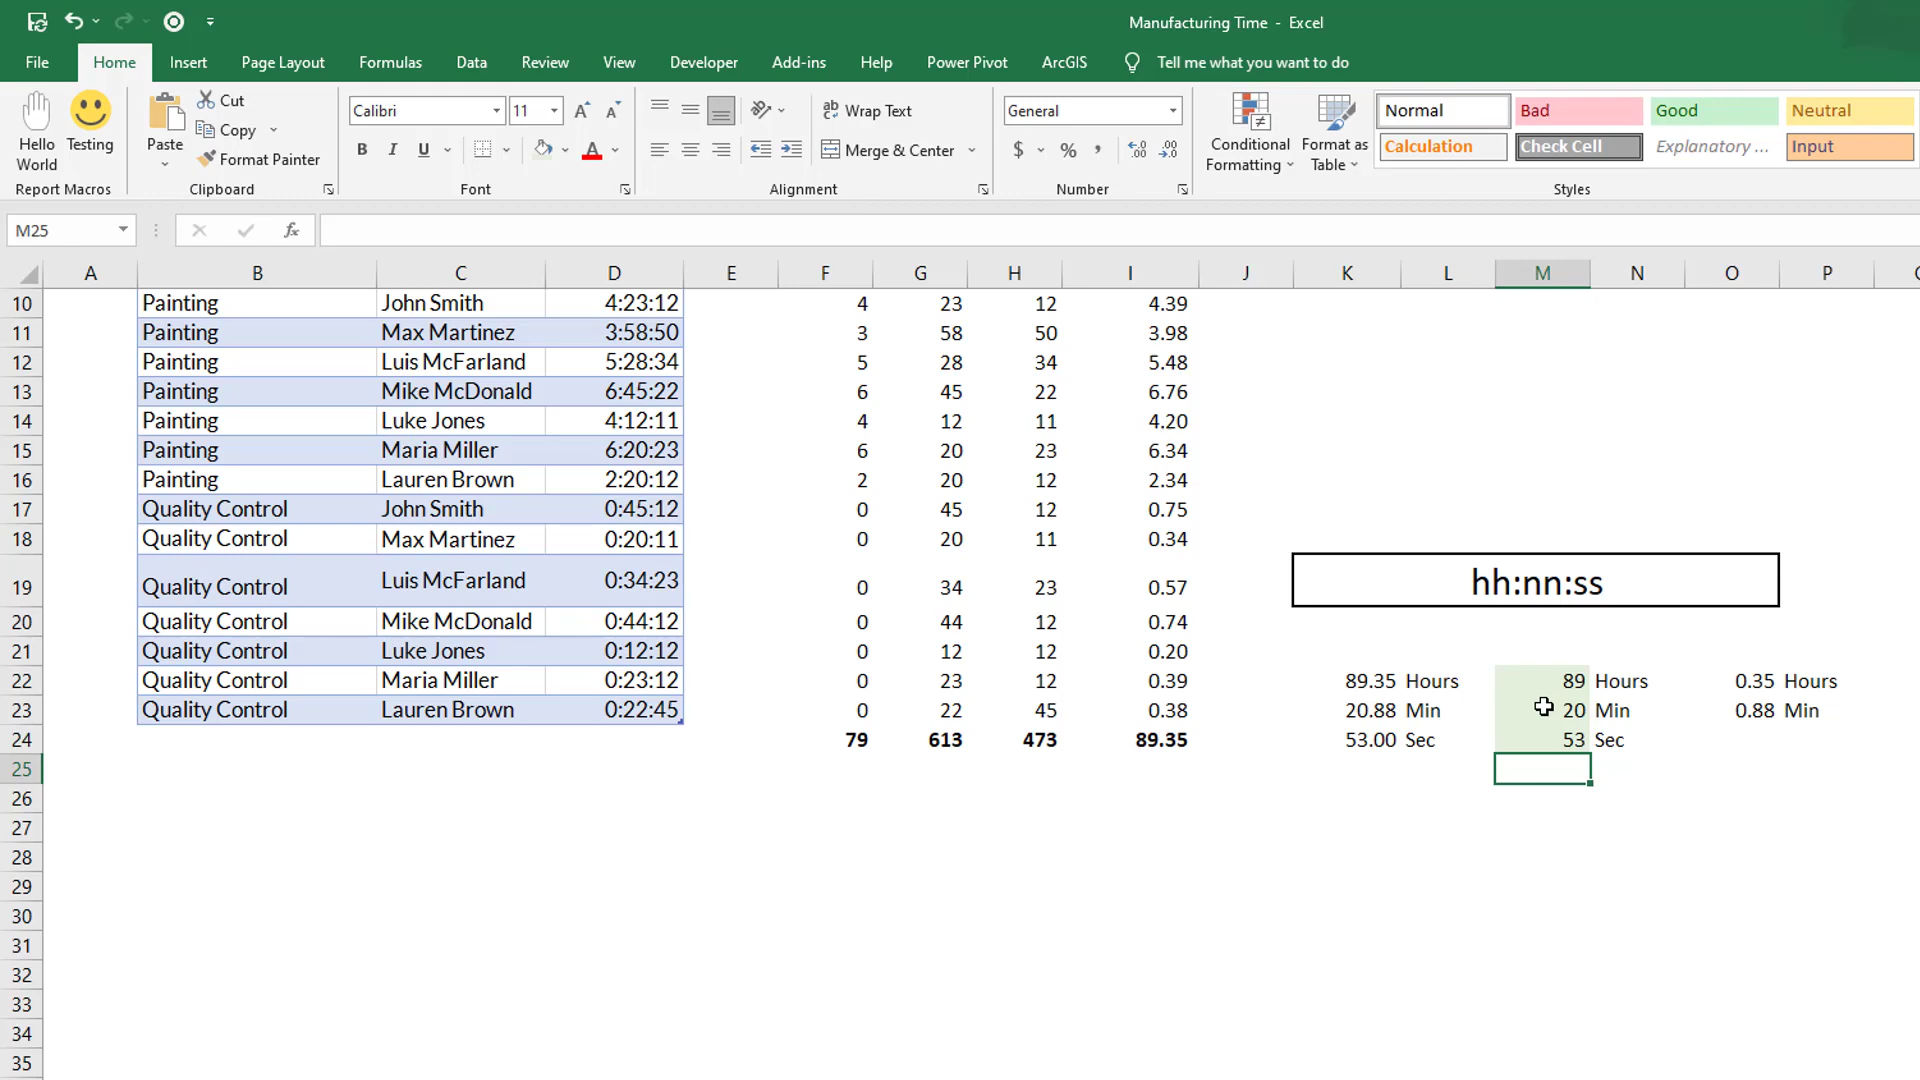 Manufacturing Time - Excel
File Home Insert Page Layout Formulas Data Review View Developer Add-ins Help Power Pivot ArcGIS Tell me what you want to do
Hello World
Testing
Report Macros
Paste
Cut
Copy
Format Painter
Clipboard
Calibri 11
B I U
Font
Wrap Text
Merge & Center
Alignment
General
$ % ,
Number
Conditional Formatting
Format as Table
Normal Bad Good Neutral
Calculation Check Cell Explanatory ... Input
Styles
M25 fx
A B C D E F G H I J K L M N O P
10 Painting John Smith 4:23:12 4 23 12 4.39
11 Painting Max Martinez 3:58:50 3 58 50 3.98
12 Painting Luis McFarland 5:28:34 5 28 34 5.48
13 Painting Mike McDonald 6:45:22 6 45 22 6.76
14 Painting Luke Jones 4:12:11 4 12 11 4.20
15 Painting Maria Miller 6:20:23 6 20 23 6.34
16 Painting Lauren Brown 2:20:12 2 20 12 2.34
17 Quality Control John Smith 0:45:12 0 45 12 0.75
18 Quality Control Max Martinez 0:20:11 0 20 11 0.34
19 Quality Control Luis McFarland 0:34:23 0 34 23 0.57 hh:nn:ss
20 Quality Control Mike McDonald 0:44:12 0 44 12 0.74
21 Quality Control Luke Jones 0:12:12 0 12 12 0.20
22 Quality Control Maria Miller 0:23:12 0 23 12 0.39 89.35 Hours 89 Hours 0.35 Hours
23 Quality Control Lauren Brown 0:22:45 0 22 45 0.38 20.88 Min 20 Min 0.88 Min
24 79 613 473 89.35 53.00 Sec 53 Sec
25
26
27
28
29
30
31
32
33
34
35